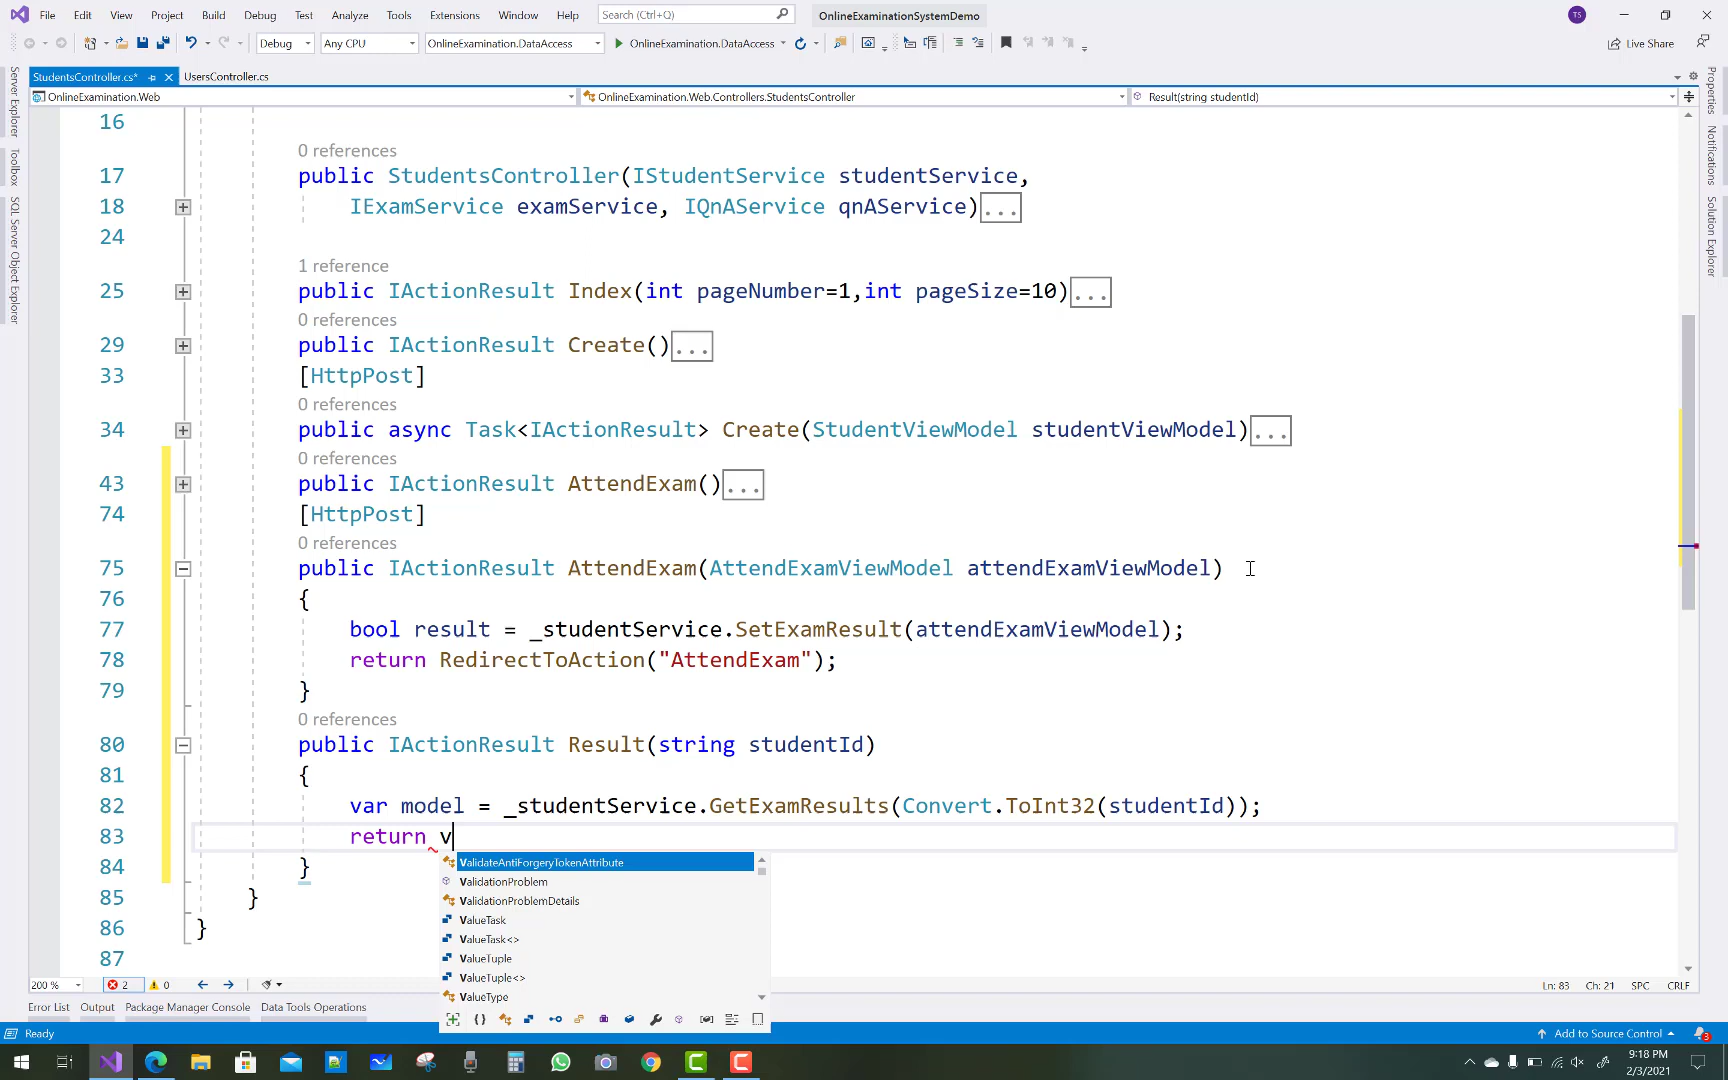 File Edit View Project Build Debug Test Analyze Tools Extensions Window Help Search (Ctrl+Q) OnlineExaminationSystemDemo TS
Debug Any CPU OnlineExamination.DataAccess OnlineExamination.DataAccess Live Share
StudentsController.cs* UsersController.cs
OnlineExamination.Web OnlineExamination.Web.Controllers.StudentsController Result(string studentId)
Server Explorer
Toolbox
SQL Server Object Explorer
Properties
Notifications
Solution Explorer
16
0 references
17 public StudentsController(IStudentService studentService,
18 IExamService examService, IQnAService qnAService)...
24
1 reference
25 public IActionResult Index(int pageNumber=1,int pageSize=10)...
0 references
29 public IActionResult Create()...
33 [HttpPost]
0 references
34 public async Task<IActionResult> Create(StudentViewModel studentViewModel)...
0 references
43 public IActionResult AttendExam()...
74 [HttpPost]
0 references
75 public IActionResult AttendExam(AttendExamViewModel attendExamViewModel)
76 {
77 bool result = _studentService.SetExamResult(attendExamViewModel);
78 return RedirectToAction("AttendExam");
79 }
0 references
80 public IActionResult Result(string studentId)
81 {
82 var model = _studentService.GetExamResults(Convert.ToInt32(studentId));
83 return v
84 }
85 }
86 }
87
ValidateAntiForgeryTokenAttribute
ValidationProblem
ValidationProblemDetails
ValueTask
ValueTask<>
ValueTuple
ValueTuple<>
ValueType
200 % 2 0 Ln: 83 Ch: 21 SPC CRLF
Error List Output Package Manager Console Data Tools Operations
Ready Add to Source Control 3
9:18 PM
2/3/2021